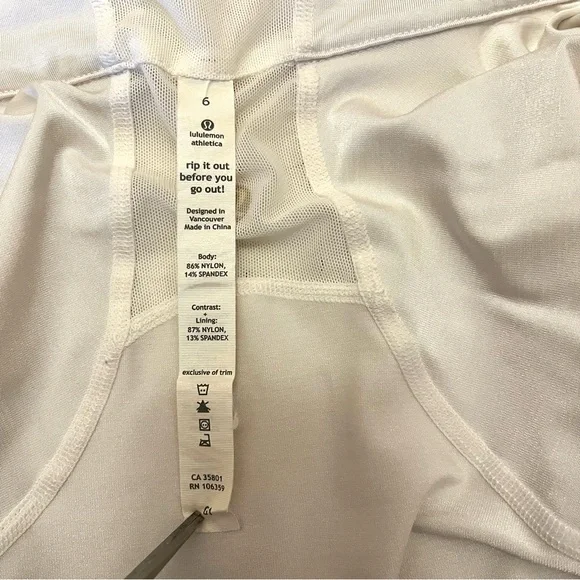 6
lululemon
athletica
rip it out
before you
go out!
Designed in
Vancouver
Made in China
Body:
86% NYLON,
14% SPANDEX
Contrast:
+
Lining:
87% NYLON,
13% SPANDEX
exclusive of trim
CA 35801
RN 106359